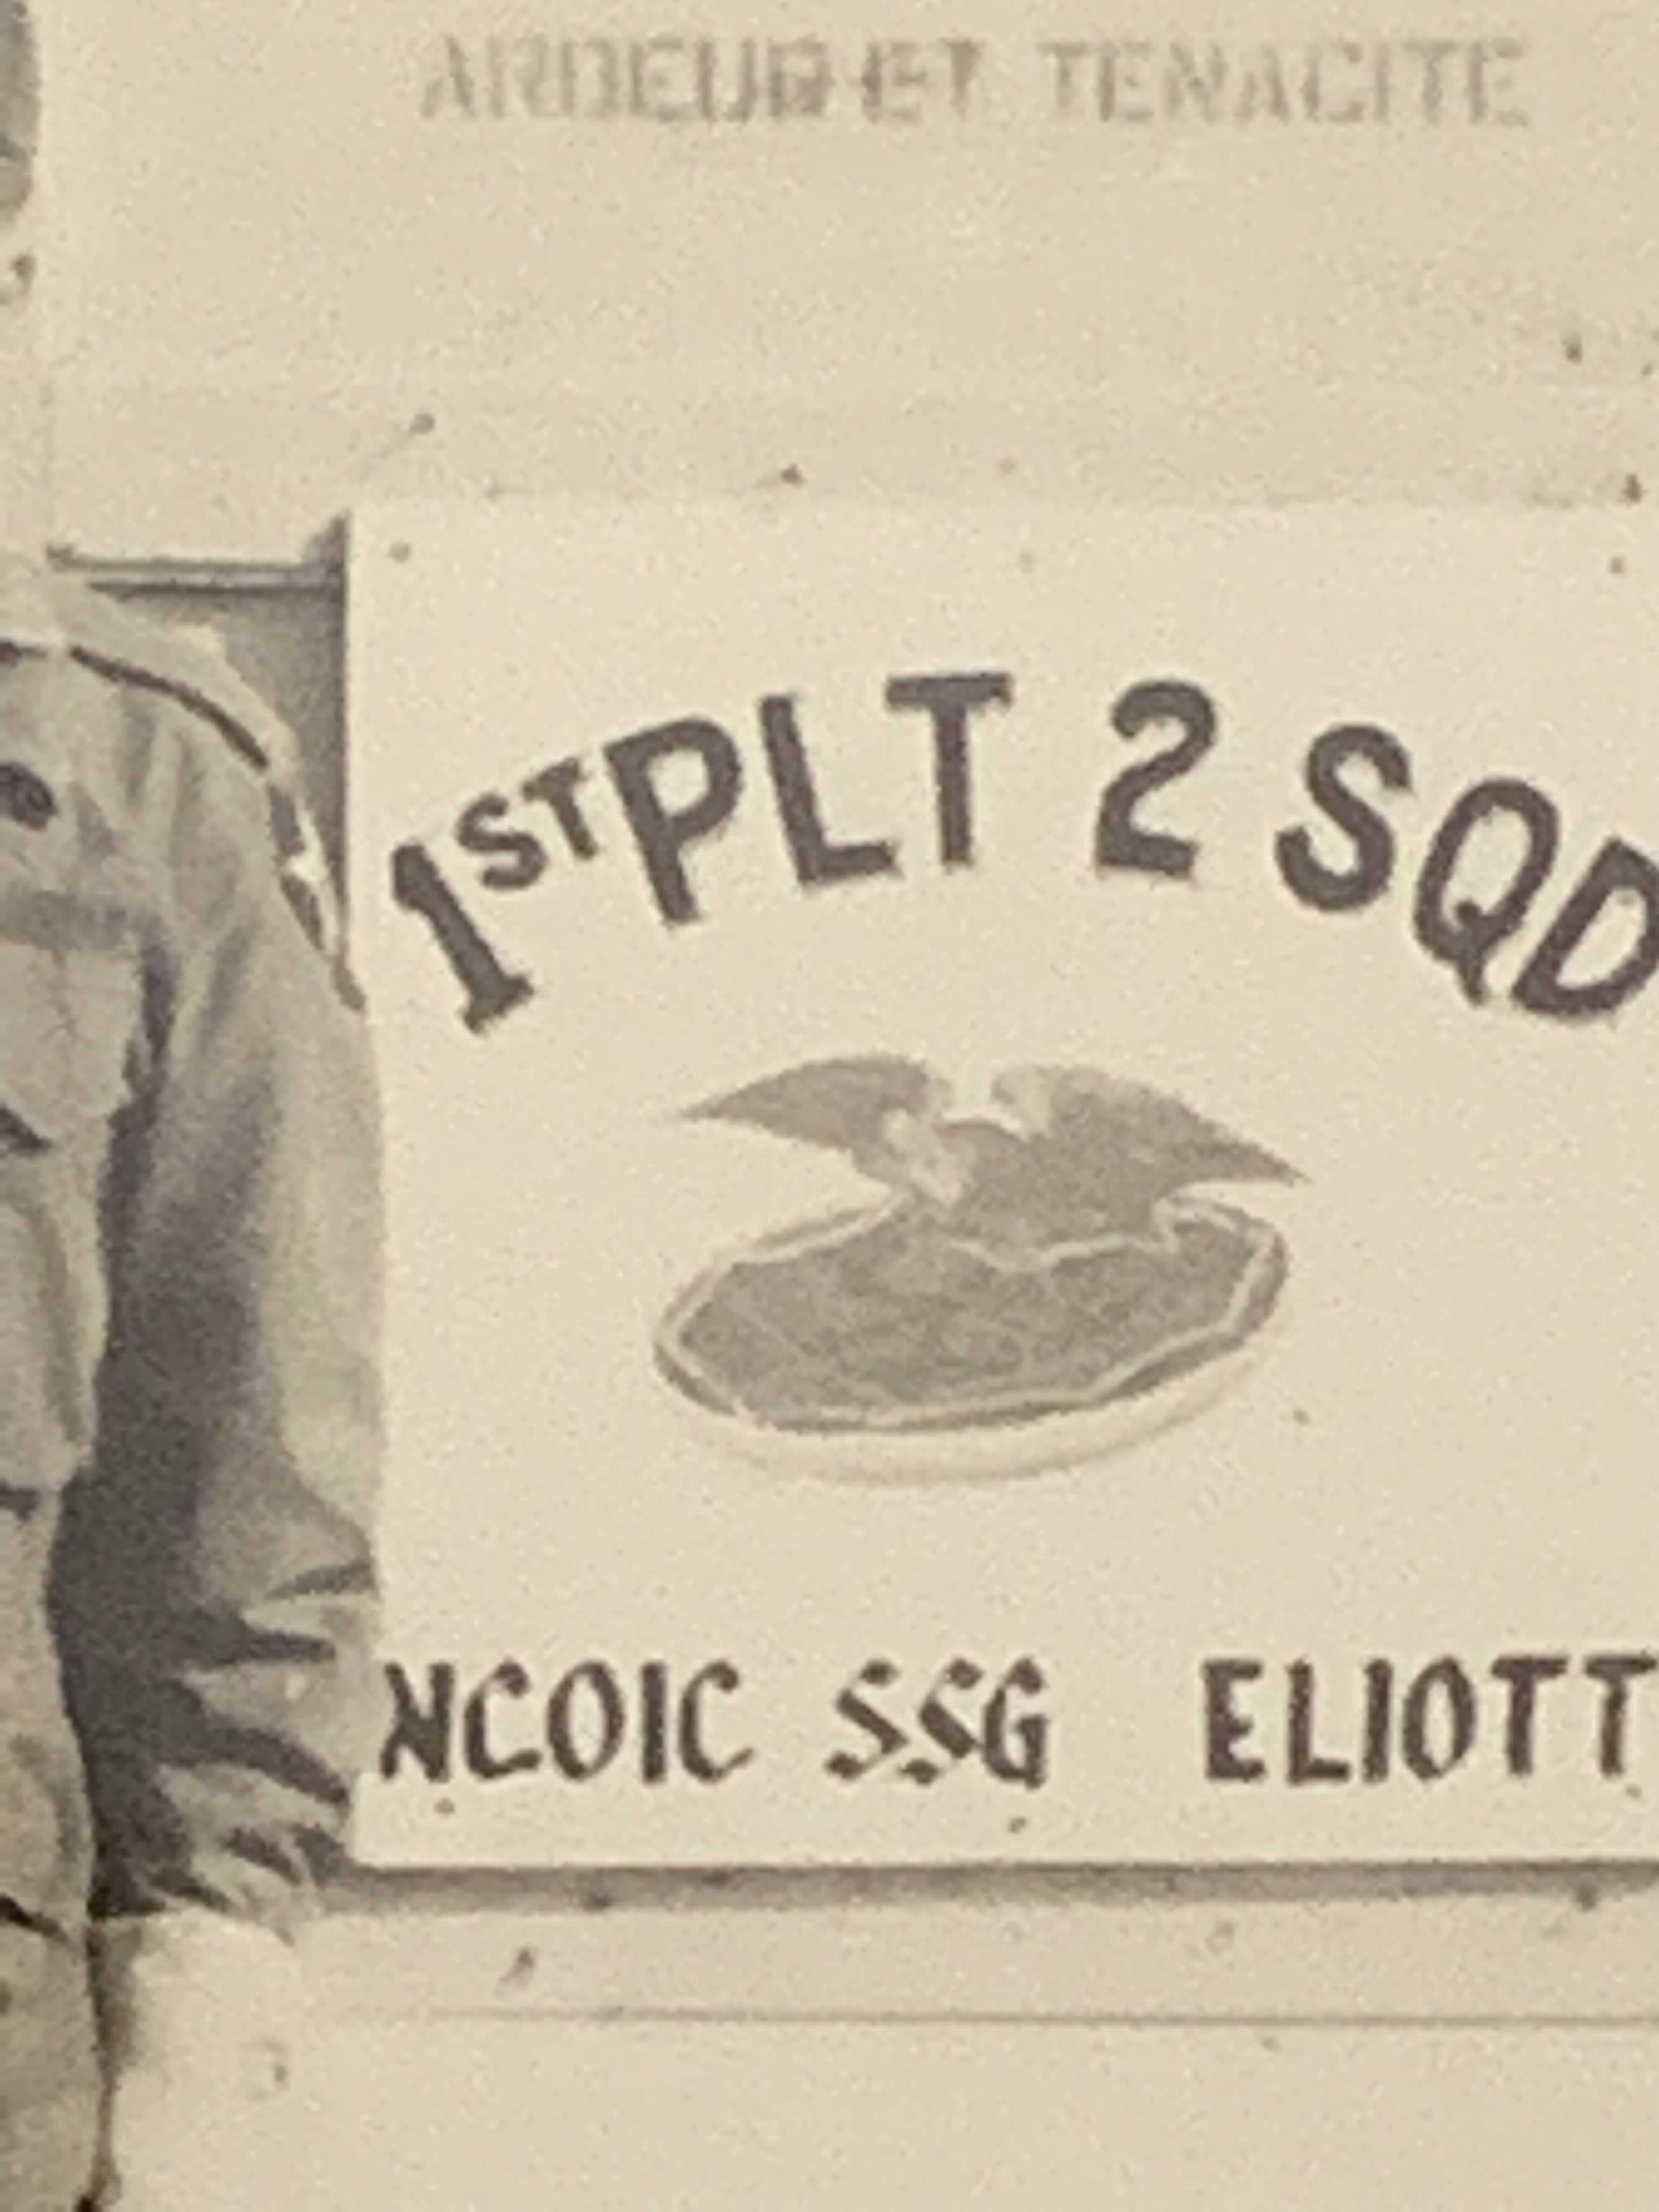 ARDEUR ET TENACITE
1ST PLT 2 SQD
NCOIC SSG ELIOTT